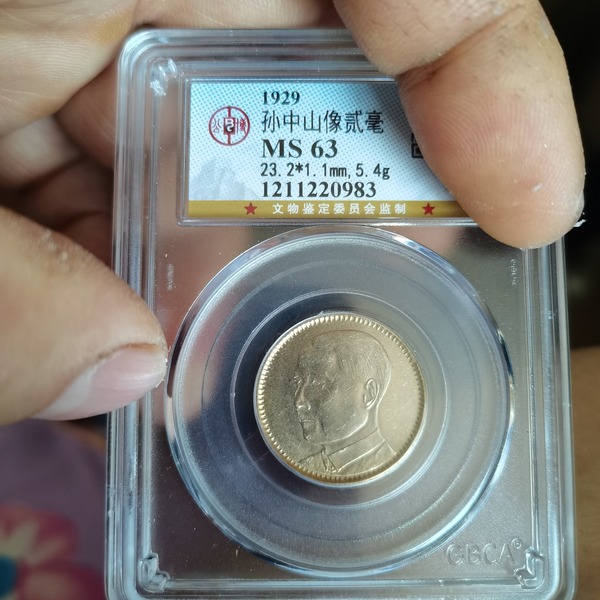 1929
孙中山像贰毫
MS 63
23.2*1.1mm,5.4g
1211220983
★ 文物鉴定委员会监制 ★
GBCA®